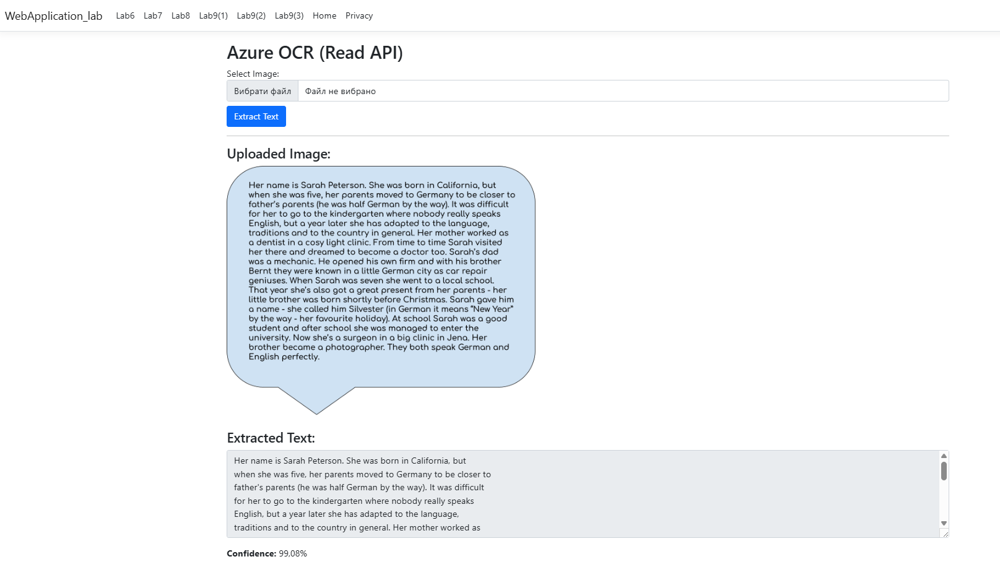 WebApplication_lab Lab6 Lab7 Lab8 Lab9(1) Lab9(2) Lab9(3) Home Privacy
Azure OCR (Read API)
Select Image:
Вибрати файл Файл не вибрано
Extract Text
Uploaded Image:
Her name is Sarah Peterson. She was born in California, but
when she was five, her parents moved to Germany to be closer to
father’s parents (he was half German by the way). It was difficult
for her to go to the kindergarten where nobody really speaks
English, but a year later she has adapted to the language,
traditions and to the country in general. Her mother worked as
a dentist in a cosy light clinic. From time to time Sarah visited
her there and dreamed to become a doctor too. Sarah’s dad
was a mechanic. He opened his own firm and with his brother
Bernt they were known in a little German city as car repair
geniuses. When Sarah was seven she went to a local school.
That year she’s also got a great present from her parents - her
little brother was born shortly before Christmas. Sarah gave him
a name - she called him Silvester (in German it means “New Year”
by the way - her favourite holiday). At school Sarah was a good
student and after school she was managed to enter the
university. Now she’s a surgeon in a big clinic in Jena. Her
brother became a photographer. They both speak German and
English perfectly.
Extracted Text:
Her name is Sarah Peterson. She was born in California, but
when she was five, her parents moved to Germany to be closer to
father's parents (he was half German by the way). It was difficult
for her to go to the kindergarten where nobody really speaks
English, but a year later she has adapted to the language,
traditions and to the country in general. Her mother worked as
Confidence: 99,08%